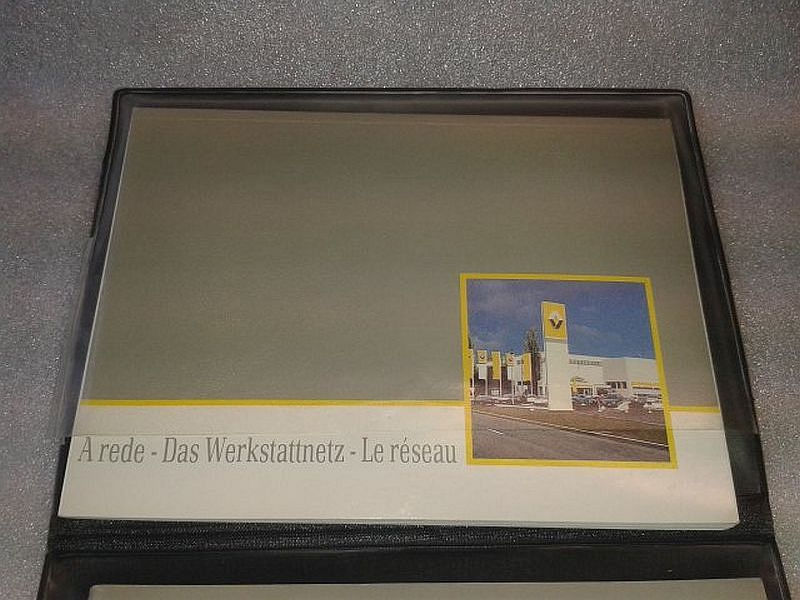 A rede - Das Werkstattnetz - Le réseau